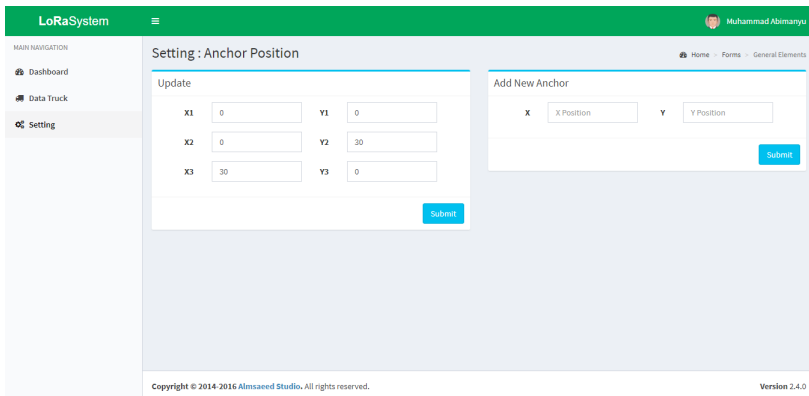 LoRaSystem
Muhammad Abimanyu
MAIN NAVIGATION
Dashboard
Data Truck
Setting
Setting : Anchor Position
Home > Forms > General Elements
Update
X1 0 Y1 0
X2 0 Y2 30
X3 30 Y3 0
Submit
Add New Anchor
X X Position Y Y Position
Submit
Copyright © 2014-2016 Almsaeed Studio. All rights reserved.
Version 2.4.0